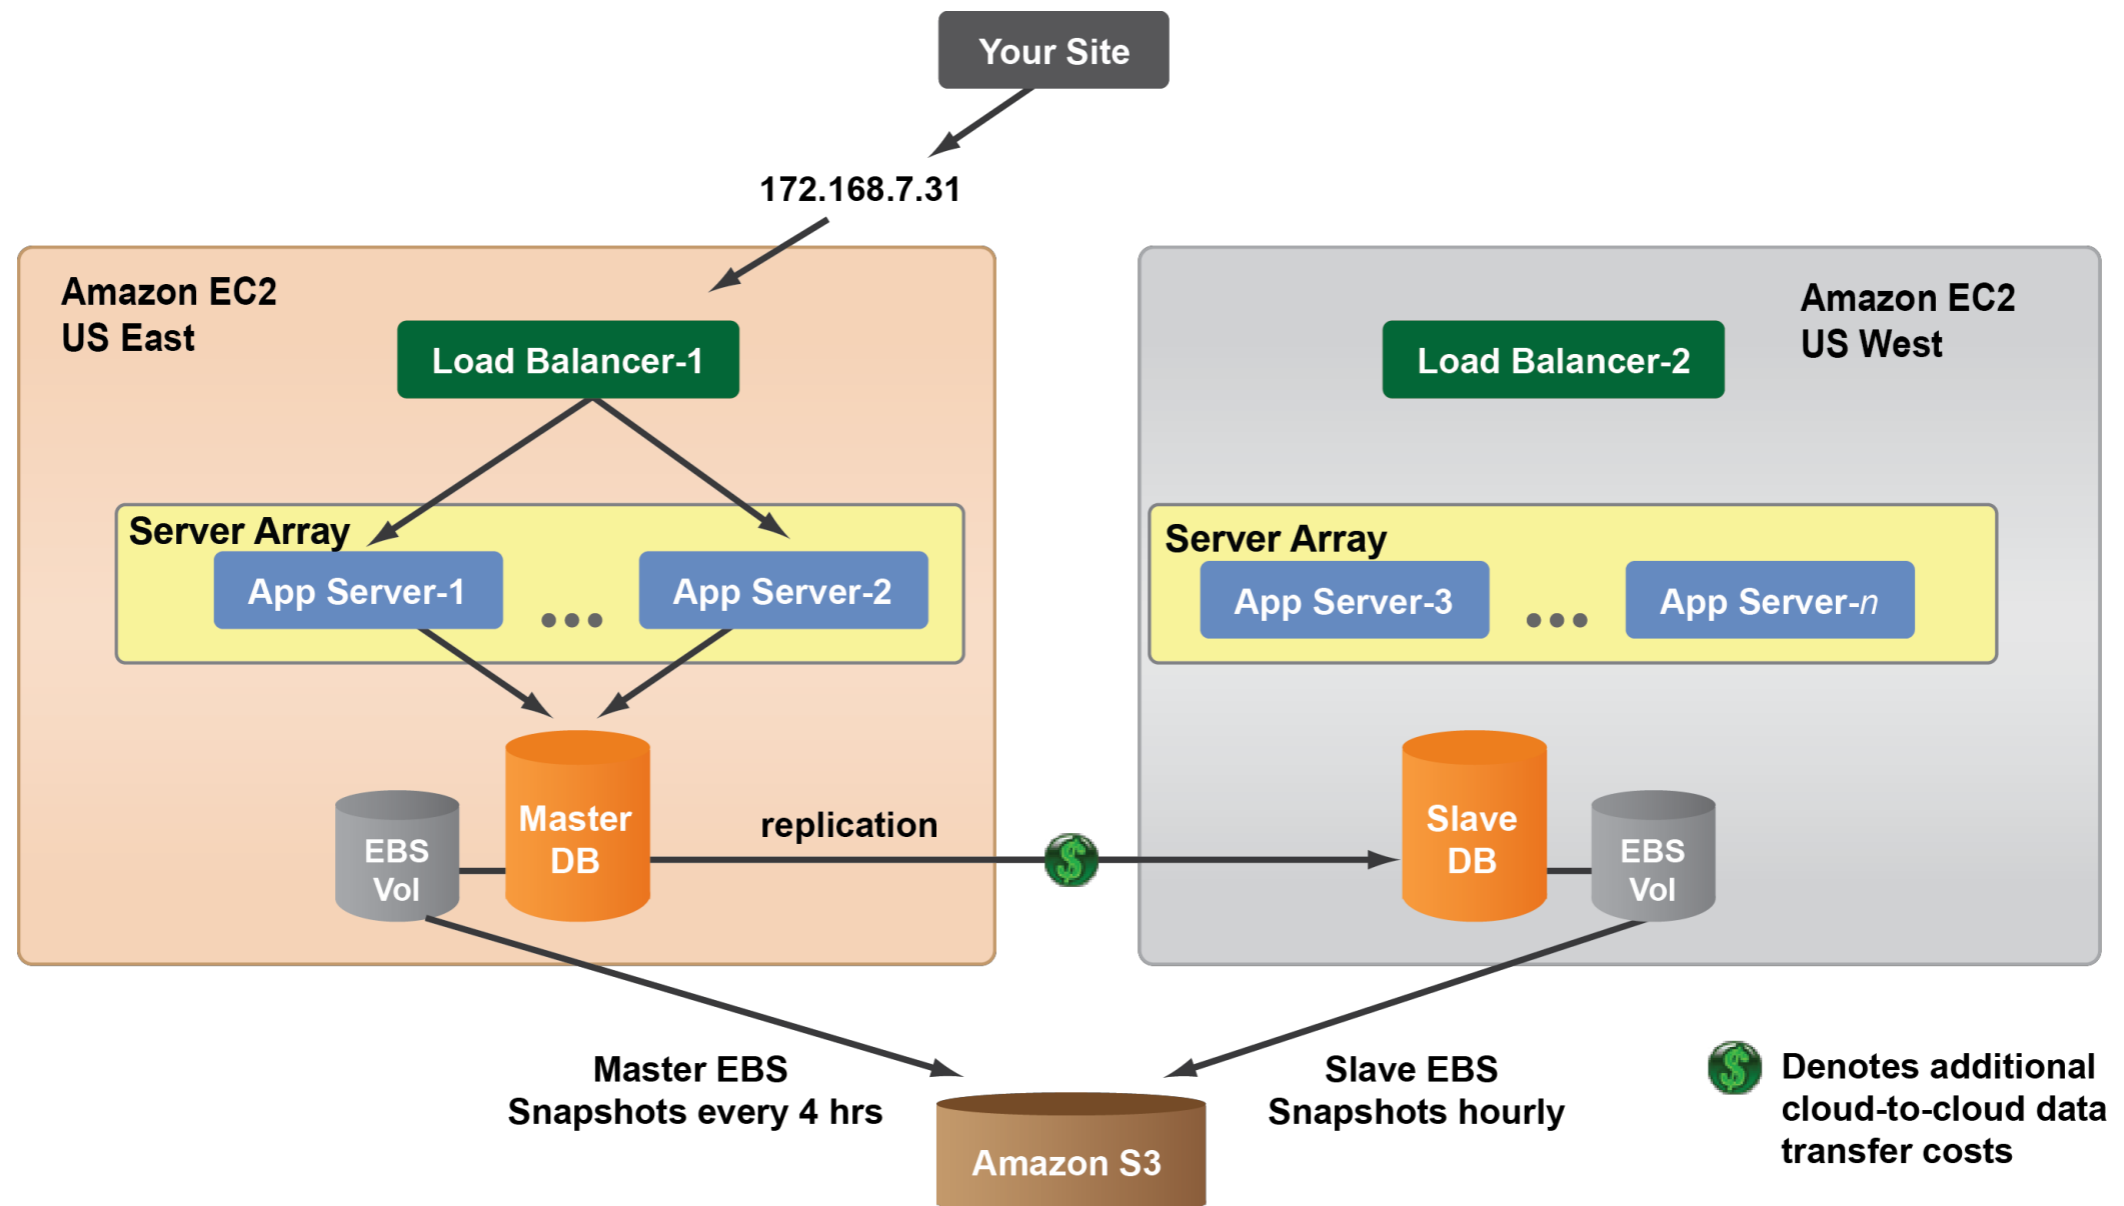 Your Site
172.168.7.31
Amazon EC2
US East
Load Balancer-1
Server Array
App Server-1
...
App Server-2
Master
DB
EBS
Vol
replication
$
Amazon EC2
US West
Load Balancer-2
Server Array
App Server-3
...
App Server-n
Slave
DB
EBS
Vol
Master EBS
Snapshots every 4 hrs
Slave EBS
Snapshots hourly
Amazon S3
$
Denotes additional
cloud-to-cloud data
transfer costs